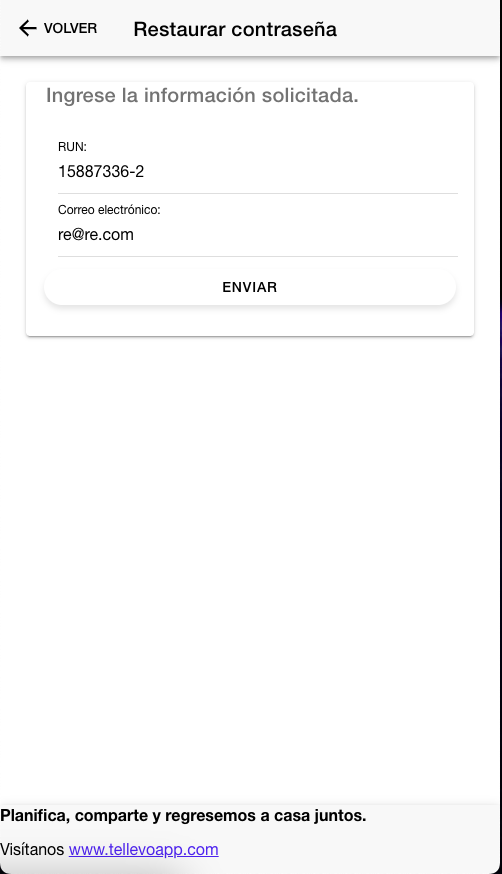 VOLVER Restaurar contraseña
Ingrese la información solicitada.
RUN:
15887336-2
Correo electrónico:
re@re.com
ENVIAR
Planifica, comparte y regresemos a casa juntos.
Visítanos www.tellevoapp.com